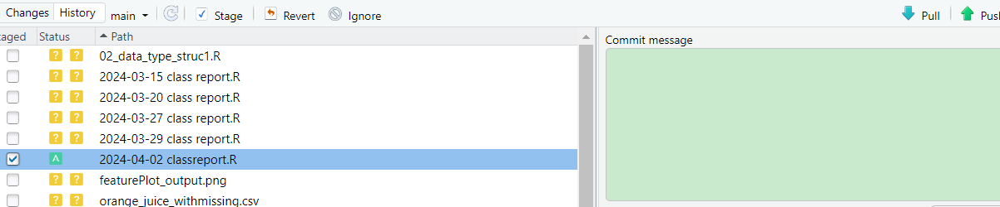 Changes History main Stage Revert Ignore Pull
Status Path
Commit message
02_data_type_struc1.R
2024-03-15 class report.R
2024-03-20 class report.R
2024-03-27 class report.R
2024-03-29 class report.R
A 2024-04-02 classreport.R
featurePlot_output.png
orange_juice_withmissing.csv